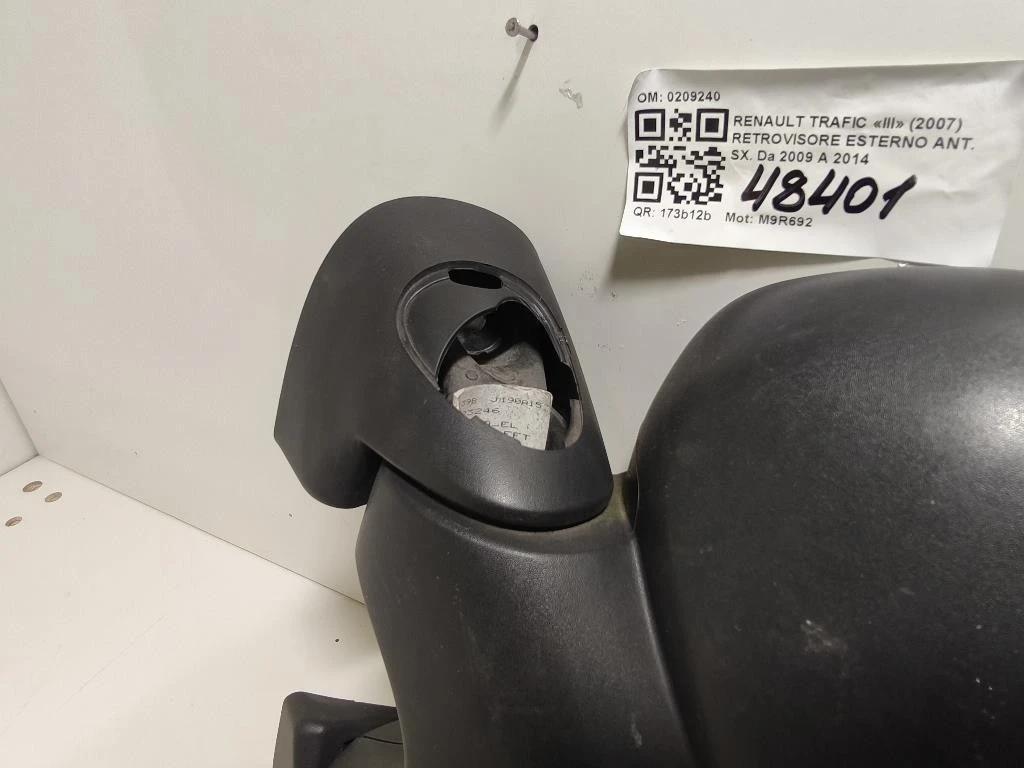 OM: 0209240
RENAULT TRAFIC «III» (2007)
RETROVISORE ESTERNO ANT.
SX. Da 2009 A 2014
48401
QR: 173b12b Mot: M9R692